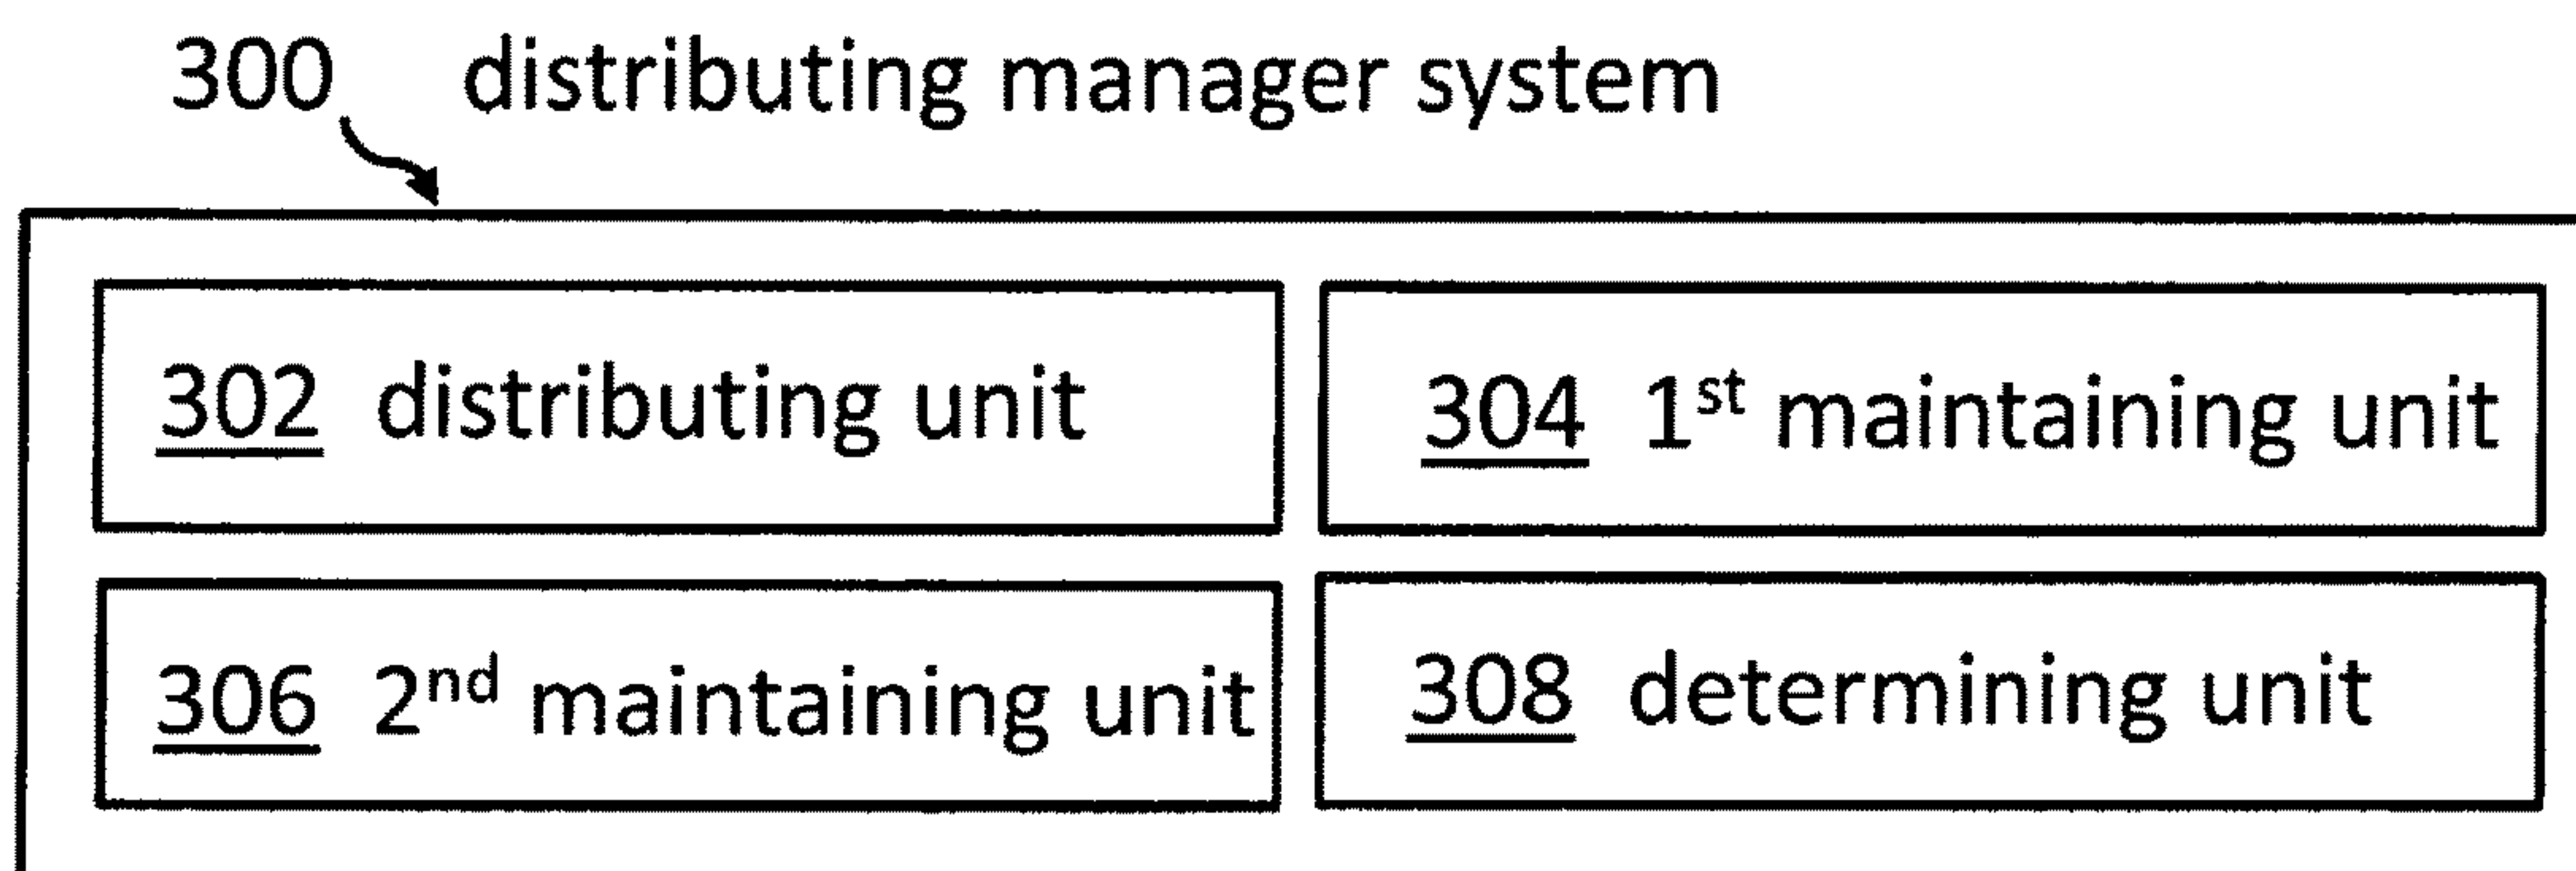 300 distributing manager system
302 distributing unit
304 1st maintaining unit
306 2nd maintaining unit
308 determining unit